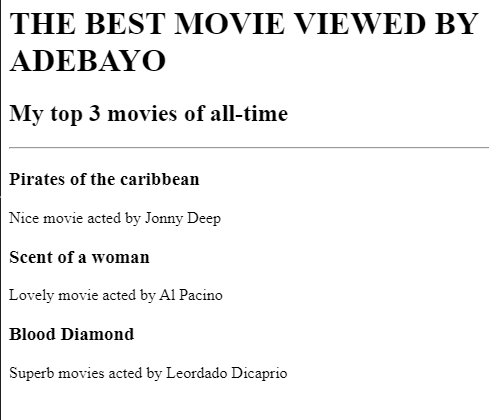 THE BEST MOVIE VIEWED BY
ADEBAYO
My top 3 movies of all-time
Pirates of the caribbean
Nice movie acted by Jonny Deep
Scent of a woman
Lovely movie acted by Al Pacino
Blood Diamond
Superb movies acted by Leordado Dicaprio